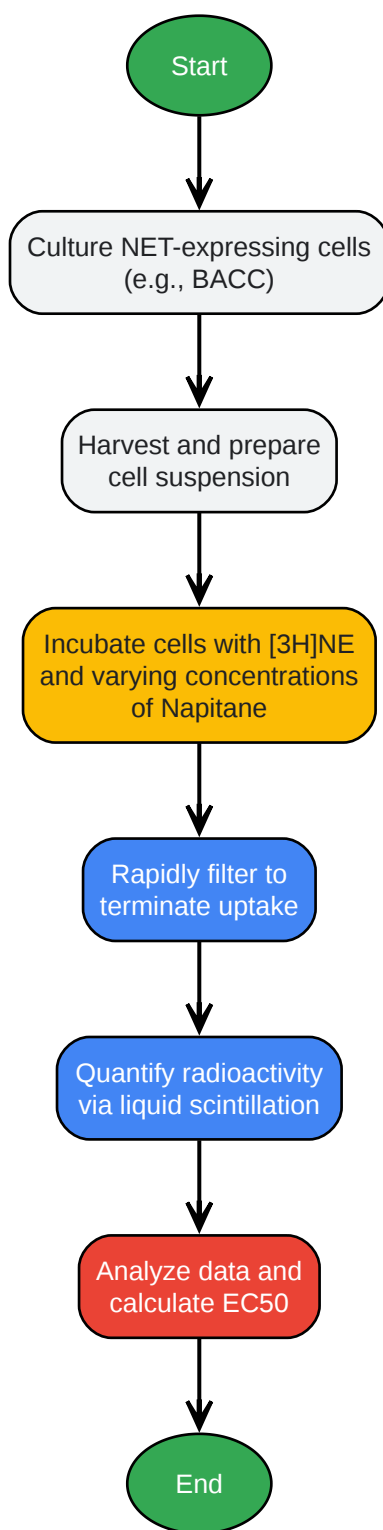 Start
Culture NET-expressing cells
(e.g., BACC)
Harvest and prepare
cell suspension
Incubate cells with [3H]NE
and varying concentrations
of Napitane
Rapidly filter to
terminate uptake
Quantify radioactivity
via liquid scintillation
Analyze data and
calculate EC50
End